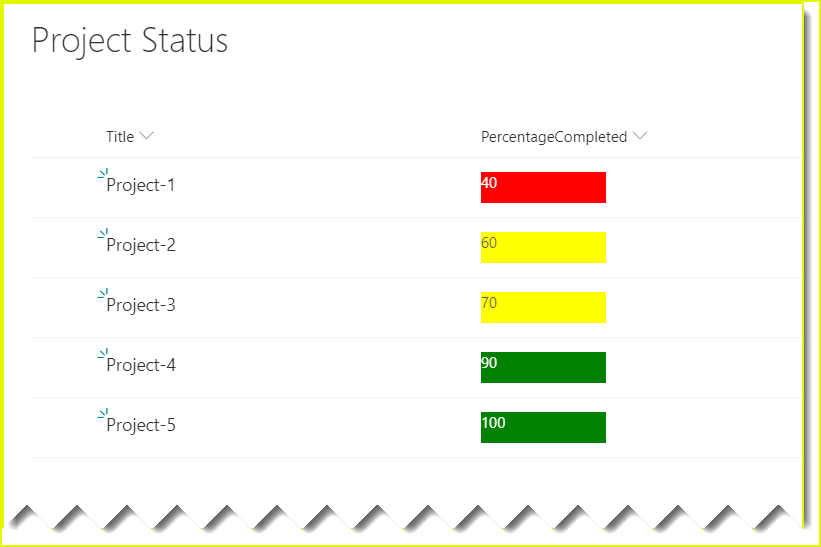 Project Status
Title PercentageCompleted
Project-1 40
Project-2 60
Project-3 70
Project-4 90
Project-5 100